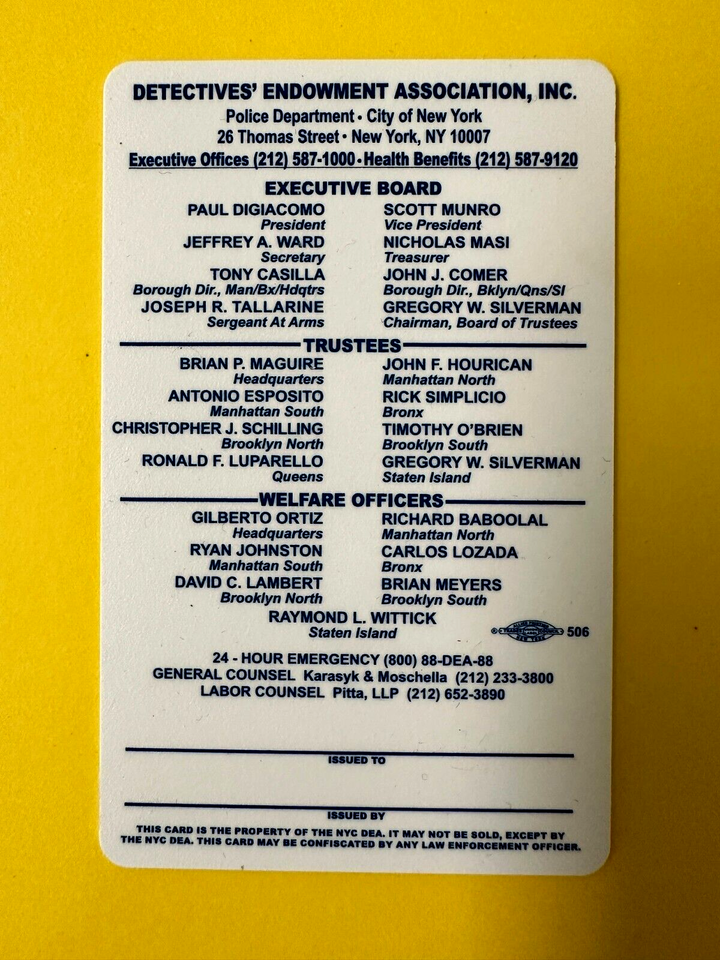 DETECTIVES' ENDOWMENT ASSOCIATION, INC.
Police Department • City of New York
26 Thomas Street • New York, NY 10007
Executive Offices (212) 587-1000 • Health Benefits (212) 587-9120
EXECUTIVE BOARD
PAUL DIGIACOMO SCOTT MUNRO
President Vice President
JEFFREY A. WARD NICHOLAS MASI
Secretary Treasurer
TONY CASILLA JOHN J. COMER
Borough Dir., Man/Bx/Hdqtrs Borough Dir., Bklyn/Qns/SI
JOSEPH R. TALLARINE GREGORY W. SILVERMAN
Sergeant At Arms Chairman, Board of Trustees
TRUSTEES
BRIAN P. MAGUIRE JOHN F. HOURICAN
Headquarters Manhattan North
ANTONIO ESPOSITO RICK SIMPLICIO
Manhattan South Bronx
CHRISTOPHER J. SCHILLING TIMOTHY O'BRIEN
Brooklyn North Brooklyn South
RONALD F. LUPARELLO GREGORY W. SiLVERMAN
Queens Staten Island
WELFARE OFFICERS
GILBERTO ORTIZ RICHARD BABOOLAL
Headquarters Manhattan North
RYAN JOHNSTON CARLOS LOZADA
Manhattan South Bronx
DAVID C. LAMBERT BRIAN MEYERS
Brooklyn North Brooklyn South
RAYMOND L. WITTICK
Staten Island
506
24 - HOUR EMERGENCY (800) 88-DEA-88
GENERAL COUNSEL Karasyk & Moschella (212) 233-3800
LABOR COUNSEL Pitta, LLP (212) 652-3890
ISSUED TO
ISSUED BY
THIS CARD IS THE PROPERTY OF THE NYC DEA. IT MAY NOT BE SOLD, EXCEPT BY
THE NYC DEA. THIS CARD MAY BE CONFISCATED BY ANY LAW ENFORCEMENT OFFICER.